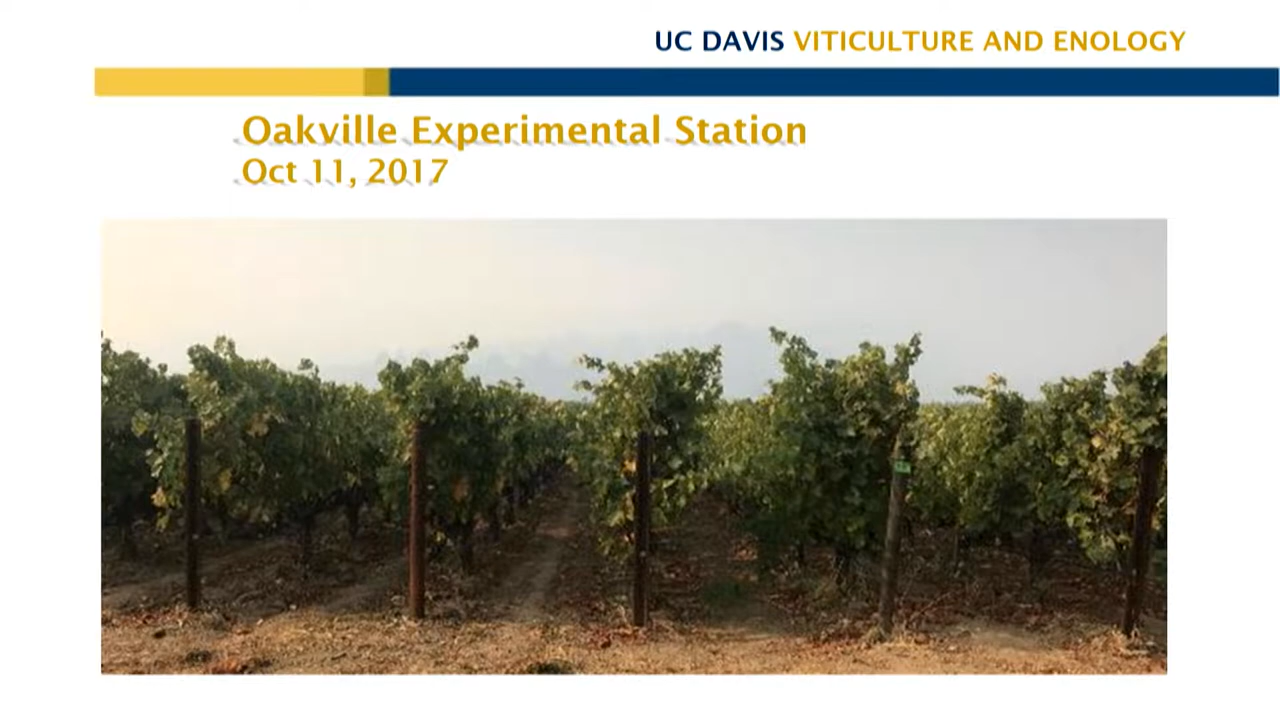 UC DAVIS VITICULTURE AND ENOLOGY
Oakville Experimental Station
Oct 11, 2017